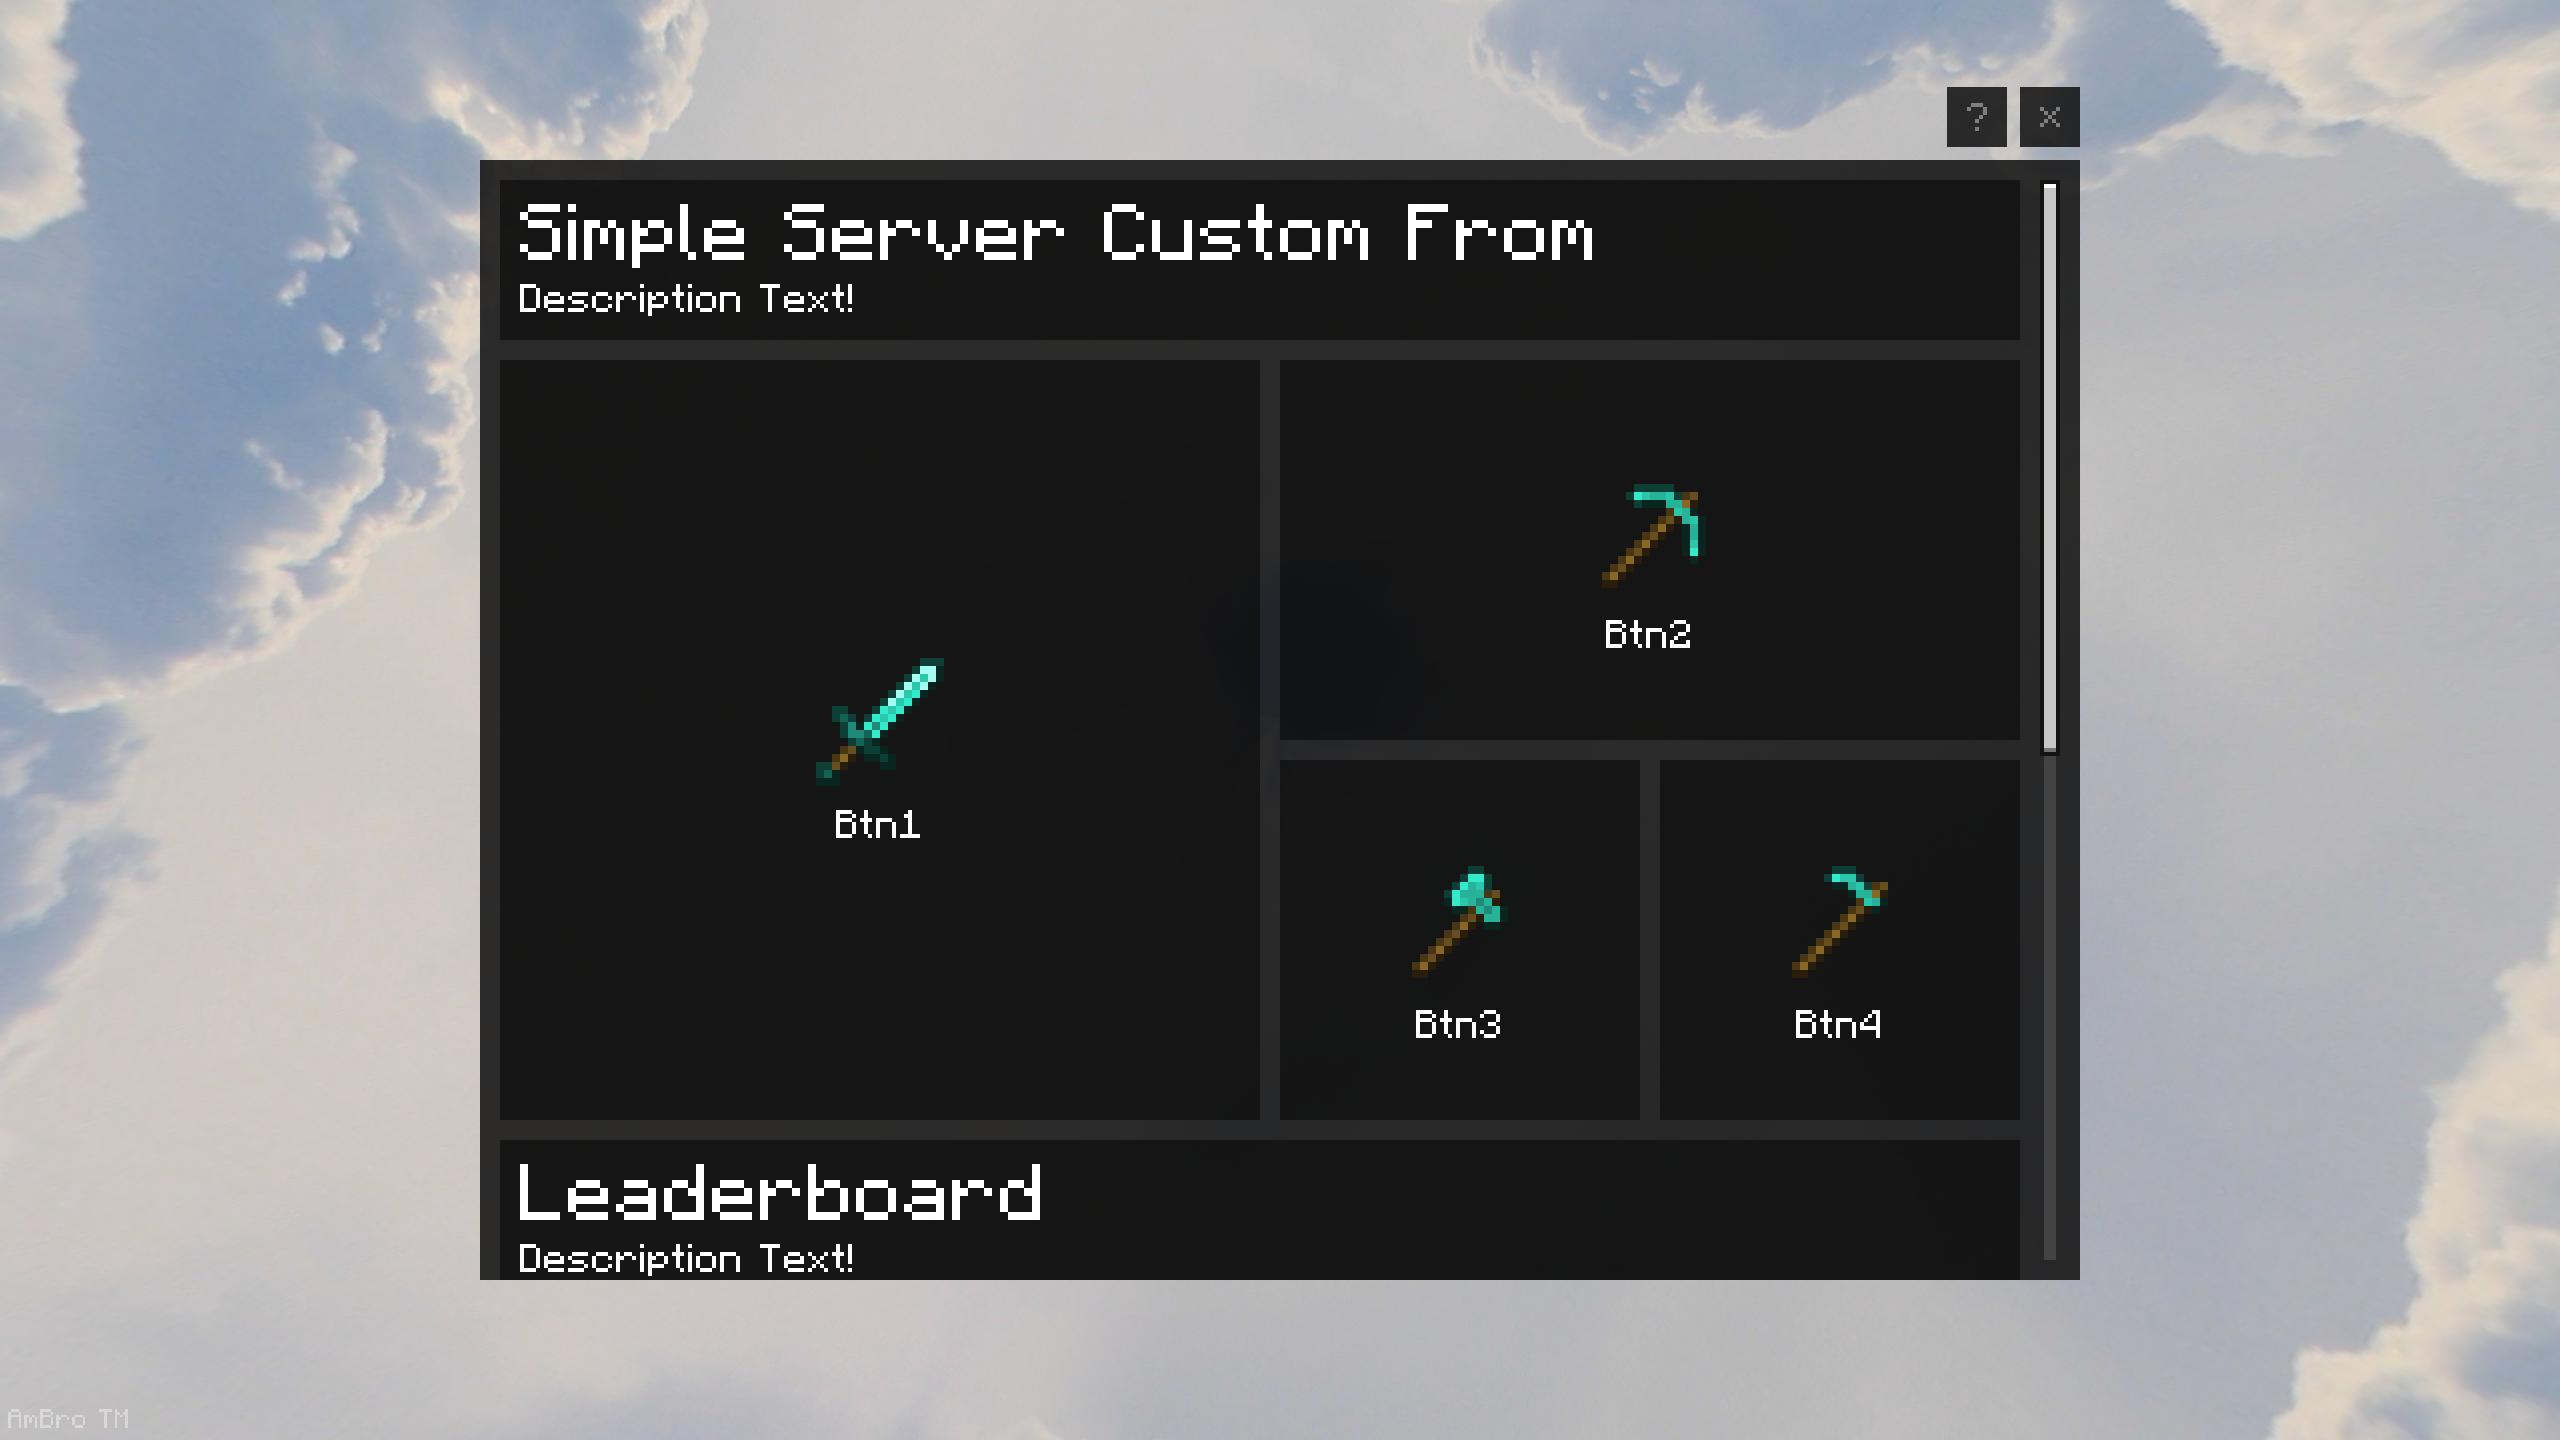 ? x
Simple Server Custom From
Description Text!
Btn1
Btn2
Btn3
Btn4
Leaderboard
Description Text!
AmBro TM